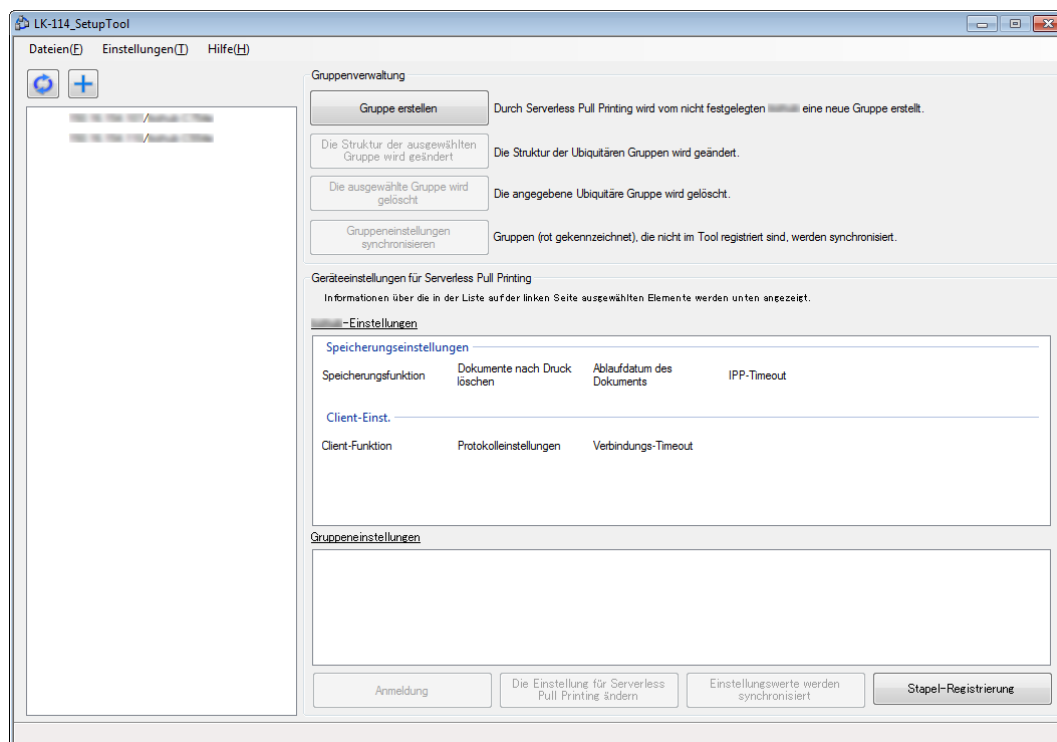 LK-114_SetupTool
Dateien(F) Einstellungen(T) Hilfe(H)
Gruppenverwaltung
Gruppe erstellen
Durch Serverless Pull Printing wird vom nicht festgelegten eine neue Gruppe erstellt.
Die Struktur der ausgewählten
Gruppe wird geändert
Die Struktur der Ubiquitären Gruppen wird geändert.
Die ausgewählte Gruppe wird
gelöscht
Die angegebene Ubiquitäre Gruppe wird gelöscht.
Gruppeneinstellungen
synchronisieren
Gruppen (rot gekennzeichnet), die nicht im Tool registriert sind, werden synchronisiert.
Geräteeinstellungen für Serverless Pull Printing
Informationen über die in der Liste auf der linken Seite ausgewählten Elemente werden unten angezeigt.
-Einstellungen
Speicherungseinstellungen
Speicherungsfunktion
Dokumente nach Druck
löschen
Ablaufdatum des
Dokuments
IPP-Timeout
Client-Einst.
Client-Funktion Protokolleinstellungen Verbindungs-Timeout
Gruppeneinstellungen
Anmeldung
Die Einstellung für Serverless
Pull Printing ändern
Einstellungswerte werden
synchronisiert
Stapel-Registrierung